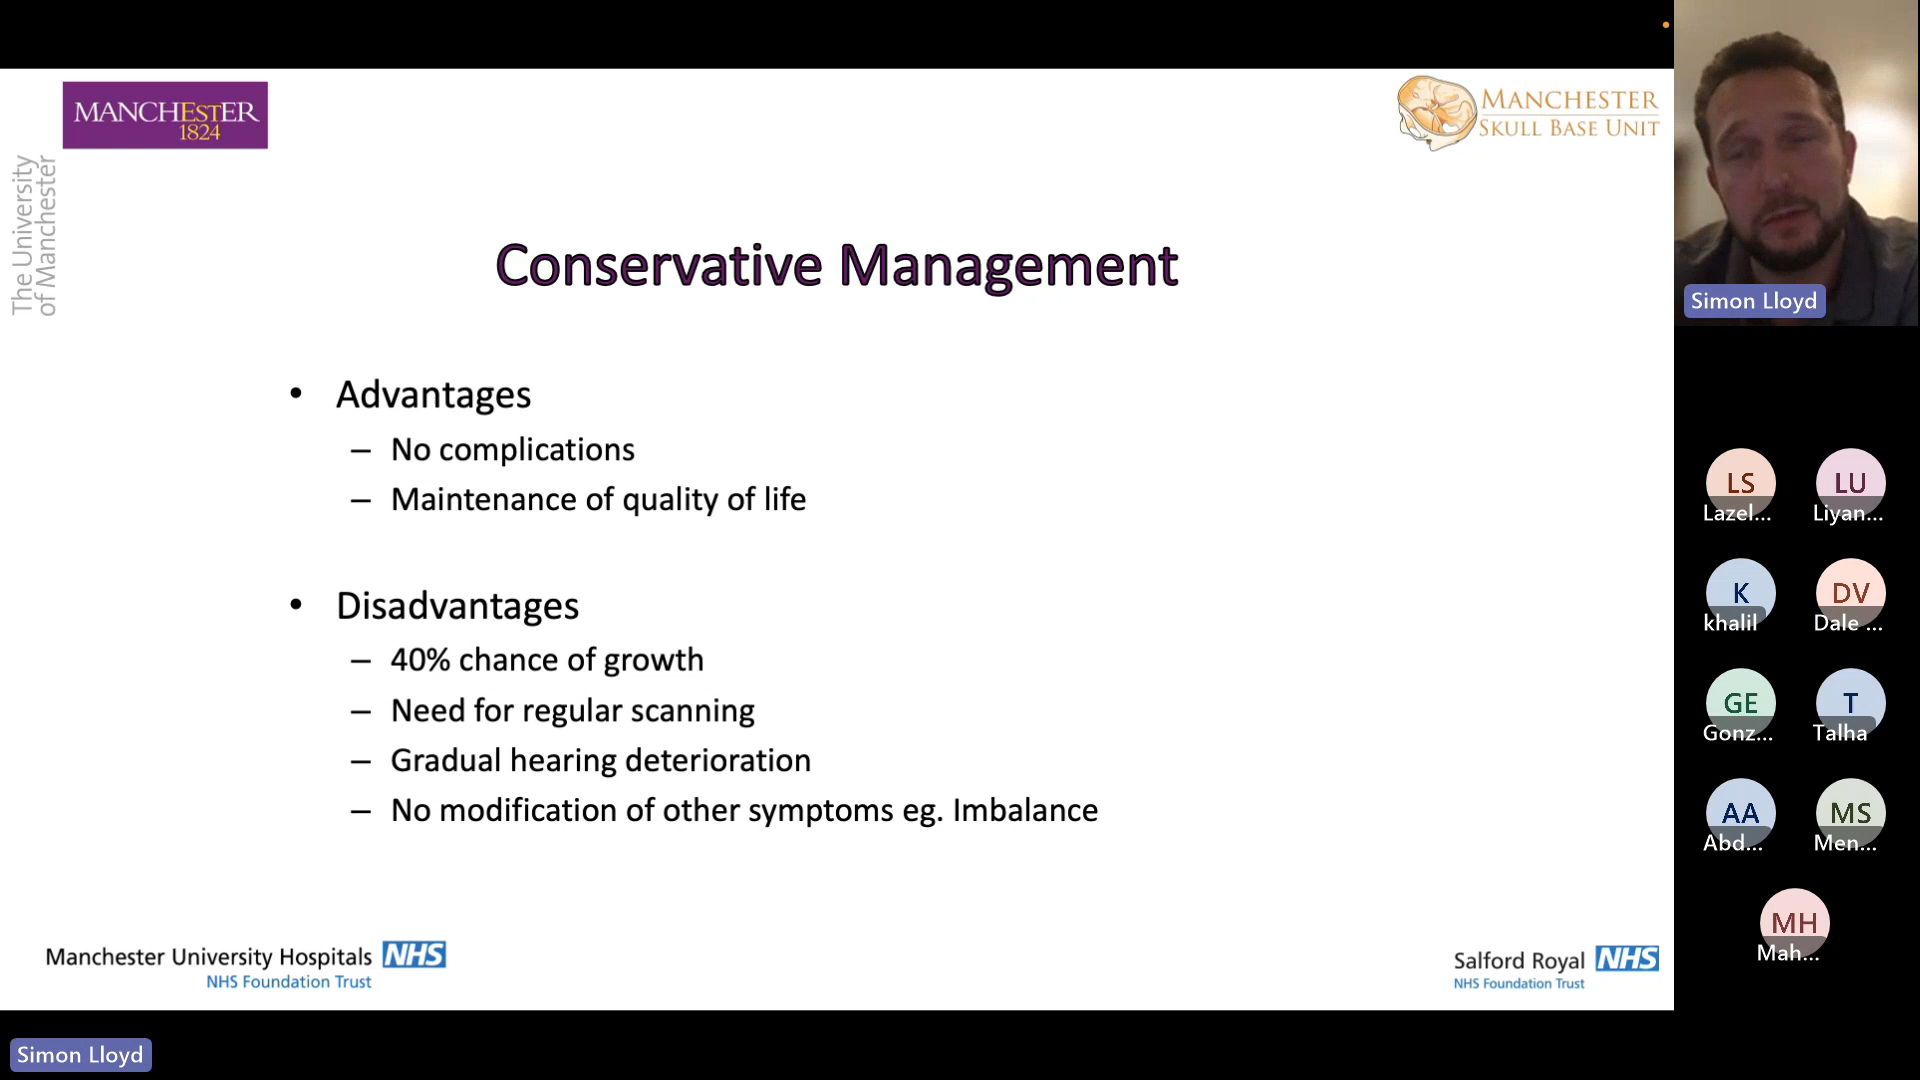 MANCHESTER
1824
The University
of Manchester
MANCHESTER
SKULL BASE UNIT
Conservative Management
• Advantages
– No complications
– Maintenance of quality of life
• Disadvantages
– 40% chance of growth
– Need for regular scanning
– Gradual hearing deterioration
– No modification of other symptoms eg. Imbalance
Manchester University Hospitals NHS
NHS Foundation Trust
Salford Royal NHS
NHS Foundation Trust
Simon Lloyd
Simon Lloyd
LS
Lazel...
LU
Liyan...
K
khalil
DV
Dale ...
GE
Gonz...
T
Talha
AA
Abd...
MS
Men...
MH
Mah...